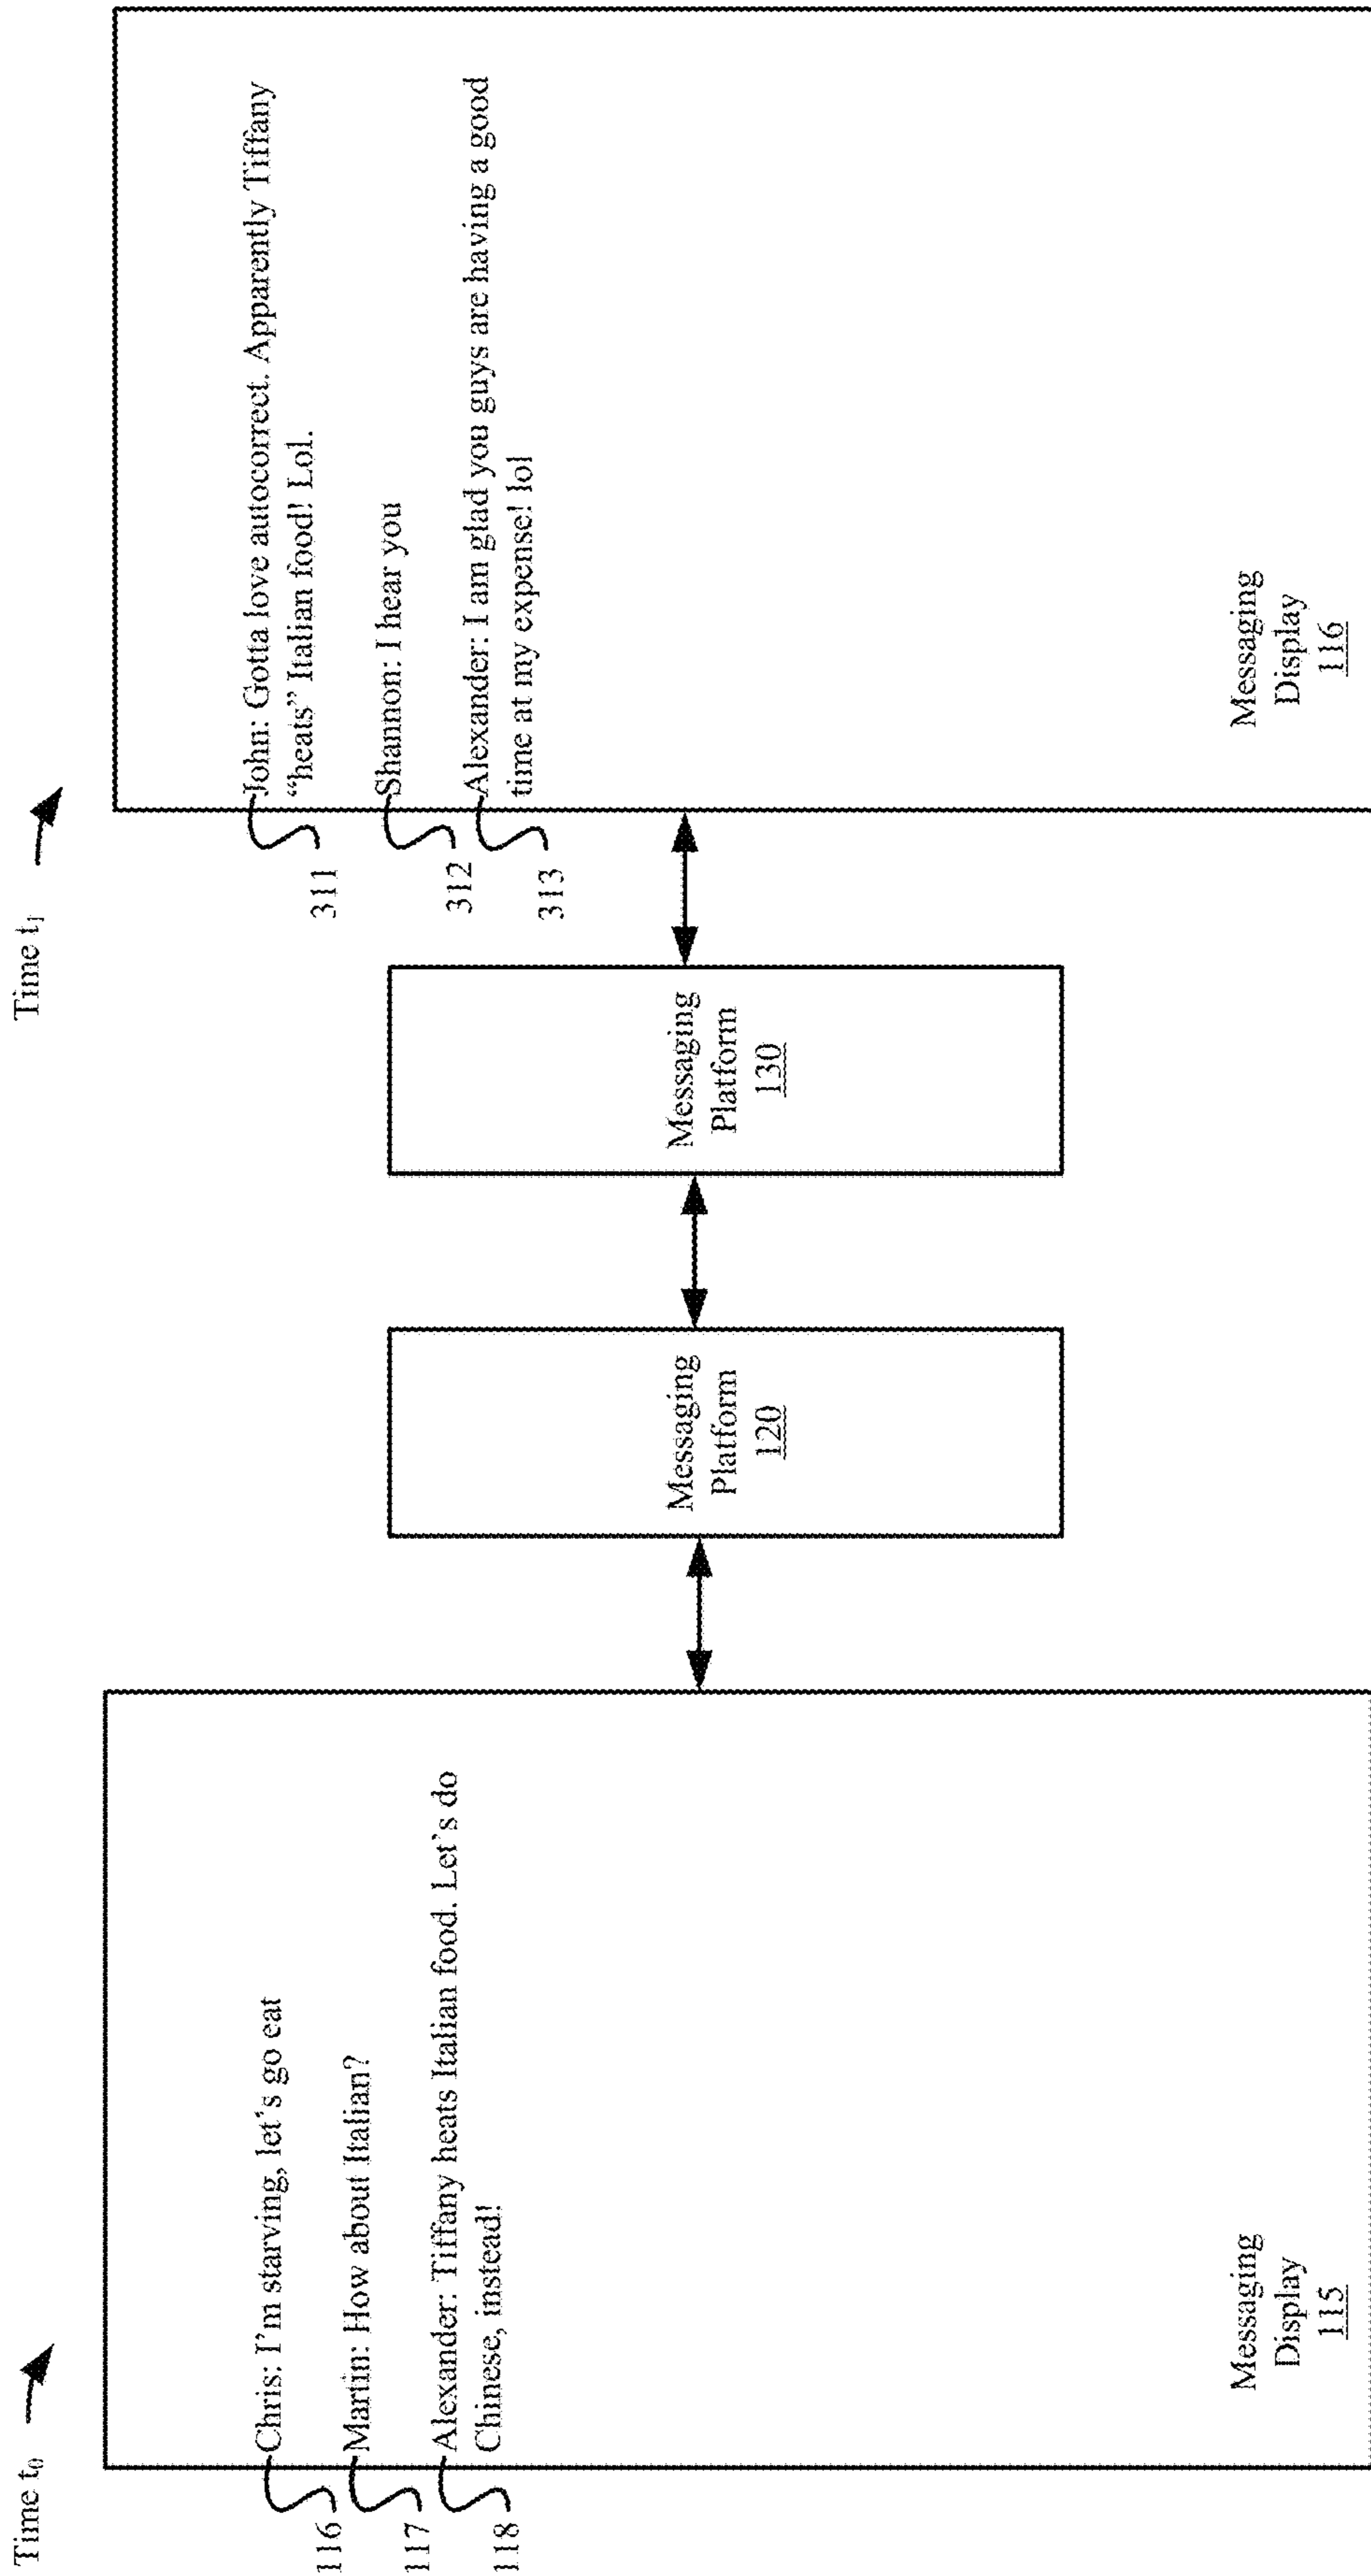 Time t₀
116
Chris: I'm starving, let's go eat
117
Martin: How about Italian?
118
Alexander: Tiffany heats Italian food. Let's do
Chinese, instead!
Messaging
Display
115
Messaging
Platform
120
Messaging
Platform
130
Time t₁
311
John: Gotta love autocorrect. Apparently Tiffany
“heats” Italian food! Lol.
312
Shannon: I hear you
313
Alexander: I am glad you guys are having a good
time at my expense! lol
Messaging
Display
116